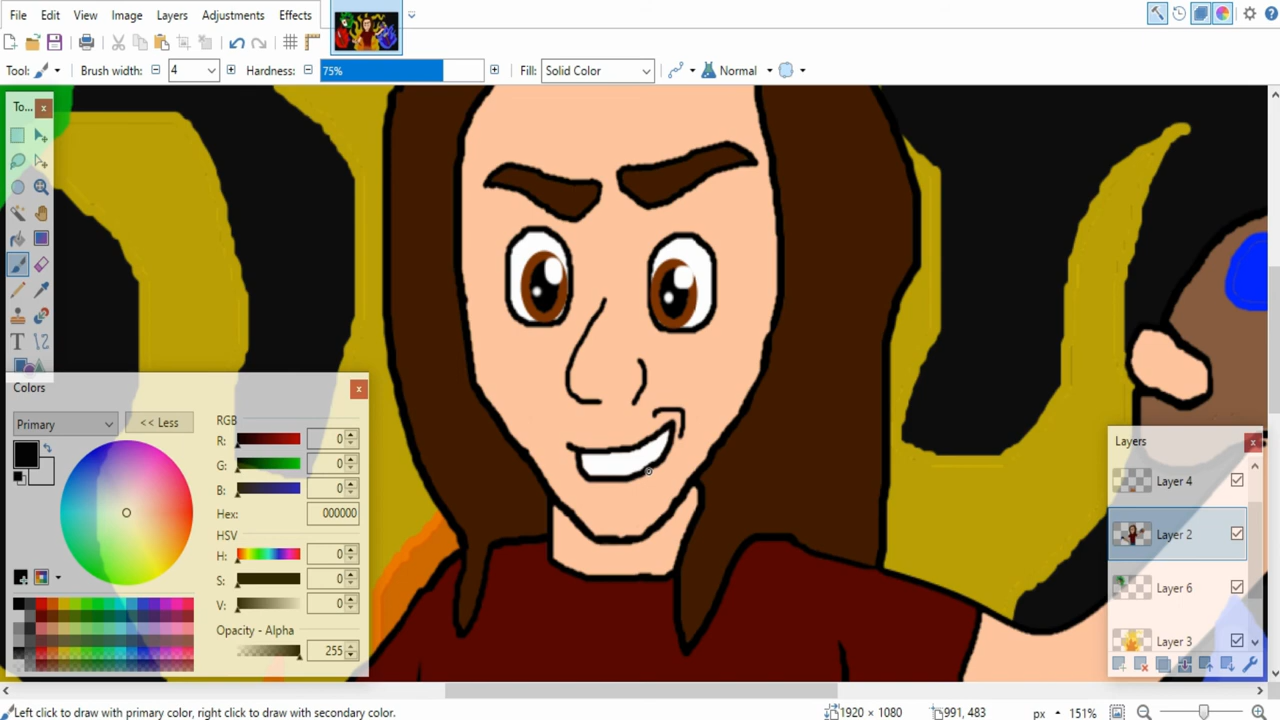 File Edit View Image Layers Adjustments Effects
Tool: Brush width: 4 Hardness: 75% Fill: Solid Color Normal
To...
Colors
Primary << Less
RGB
R: 0
G: 0
B: 0
Hex: 000000
HSV
H: 0
S: 0
V: 0
Opacity - Alpha
255
Layers
Layer 4
Layer 2
Layer 6
Layer 3
Left click to draw with primary color, right click to draw with secondary color. 1920 × 1080 991, 483 px 151%